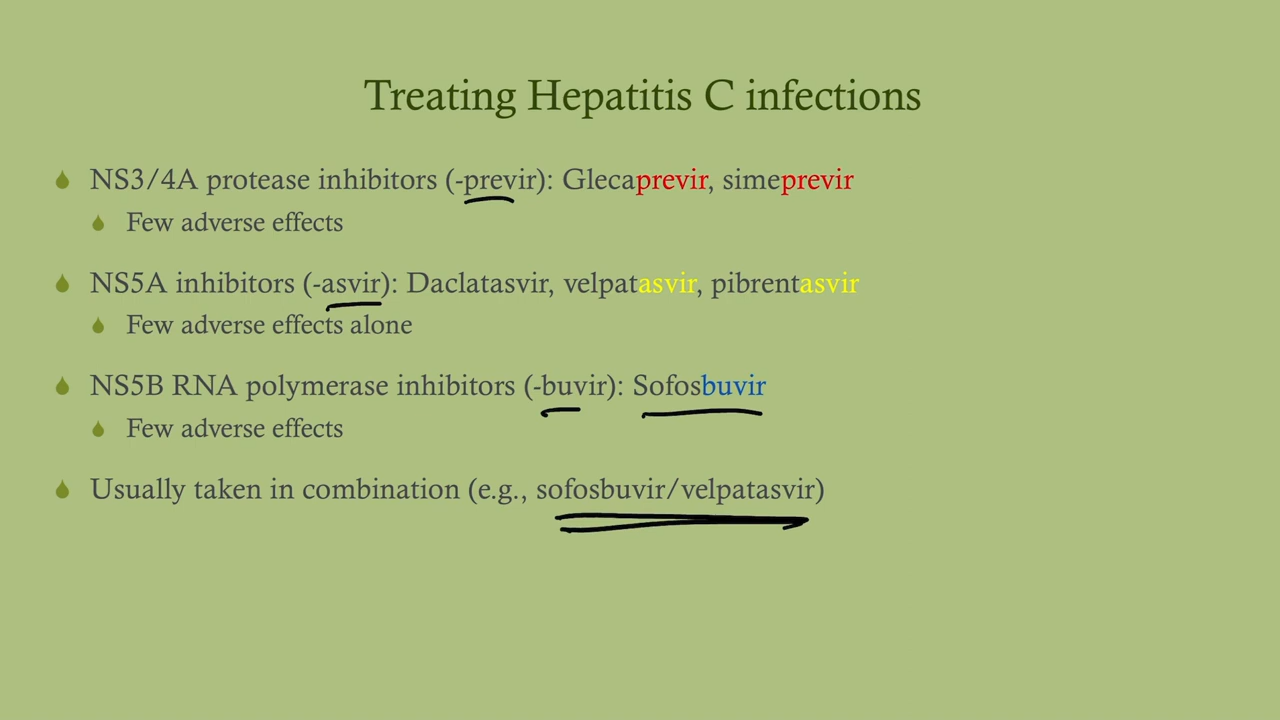 Treating Hepatitis C infections
NS3/4A protease inhibitors (-previr): Glecaprevir, simeprevir
Few adverse effects
NS5A inhibitors (-asvir): Daclatasvir, velpatasvir, pibrentasvir
Few adverse effects alone
NS5B RNA polymerase inhibitors (-buvir): Sofosbuvir
Few adverse effects
Usually taken in combination (e.g., sofosbuvir/velpatasvir)